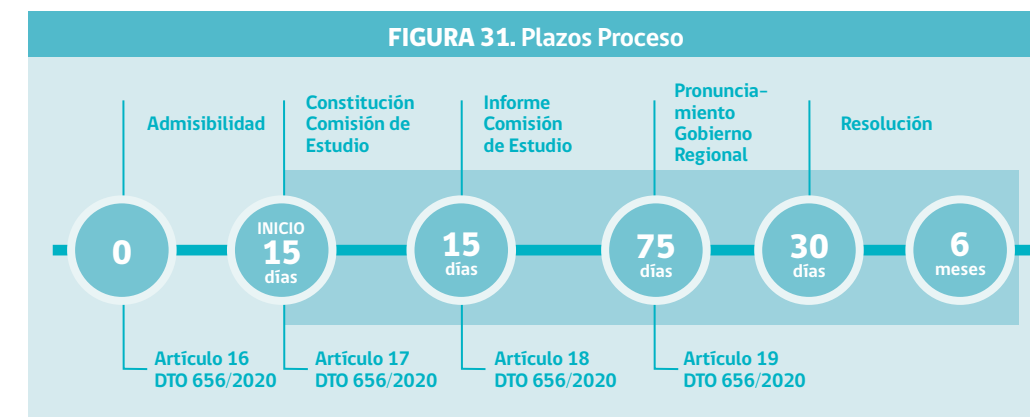 FIGURA 31. Plazos Proceso
Admisibilidad
Constitución
Comisión de
Estudio
Informe
Comisión
de Estudio
Pronuncia-
miento
Gobierno
Regional
Resolución
0
INICIO
15
días
15
días
75
días
30
días
6
meses
Artículo 16
DTO 656/2020
Artículo 17
DTO 656/2020
Artículo 18
DTO 656/2020
Artículo 19
DTO 656/2020